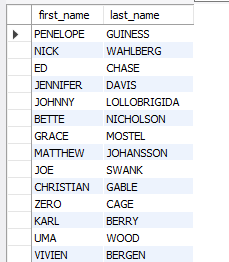 first_name last_name
PENELOPE GUINESS
NICK WAHLBERG
ED CHASE
JENNIFER DAVIS
JOHNNY LOLLOBRIGIDA
BETTE NICHOLSON
GRACE MOSTEL
MATTHEW JOHANSSON
JOE SWANK
CHRISTIAN GABLE
ZERO CAGE
KARL BERRY
UMA WOOD
VIVIEN BERGEN